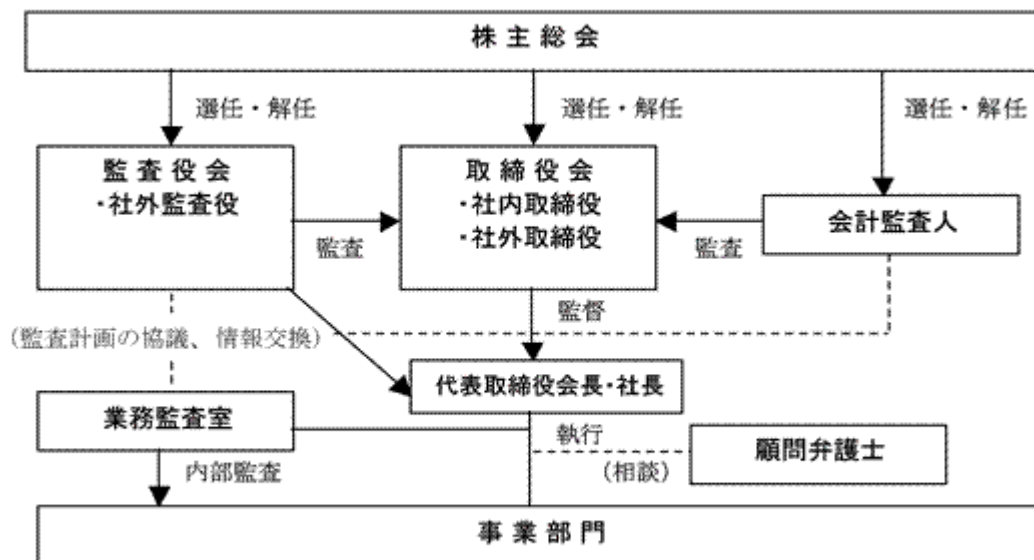 株主総会
選任・解任
選任・解任
選任・解任
監査役会
・社外監査役
取締役会
・社内取締役
・社外取締役
会計監査人
監査
監査
監督
(監査計画の協議、情報交換)
代表取締役会長・社長
業務監査室
執行
顧問弁護士
内部監査
(相談)
事業部門